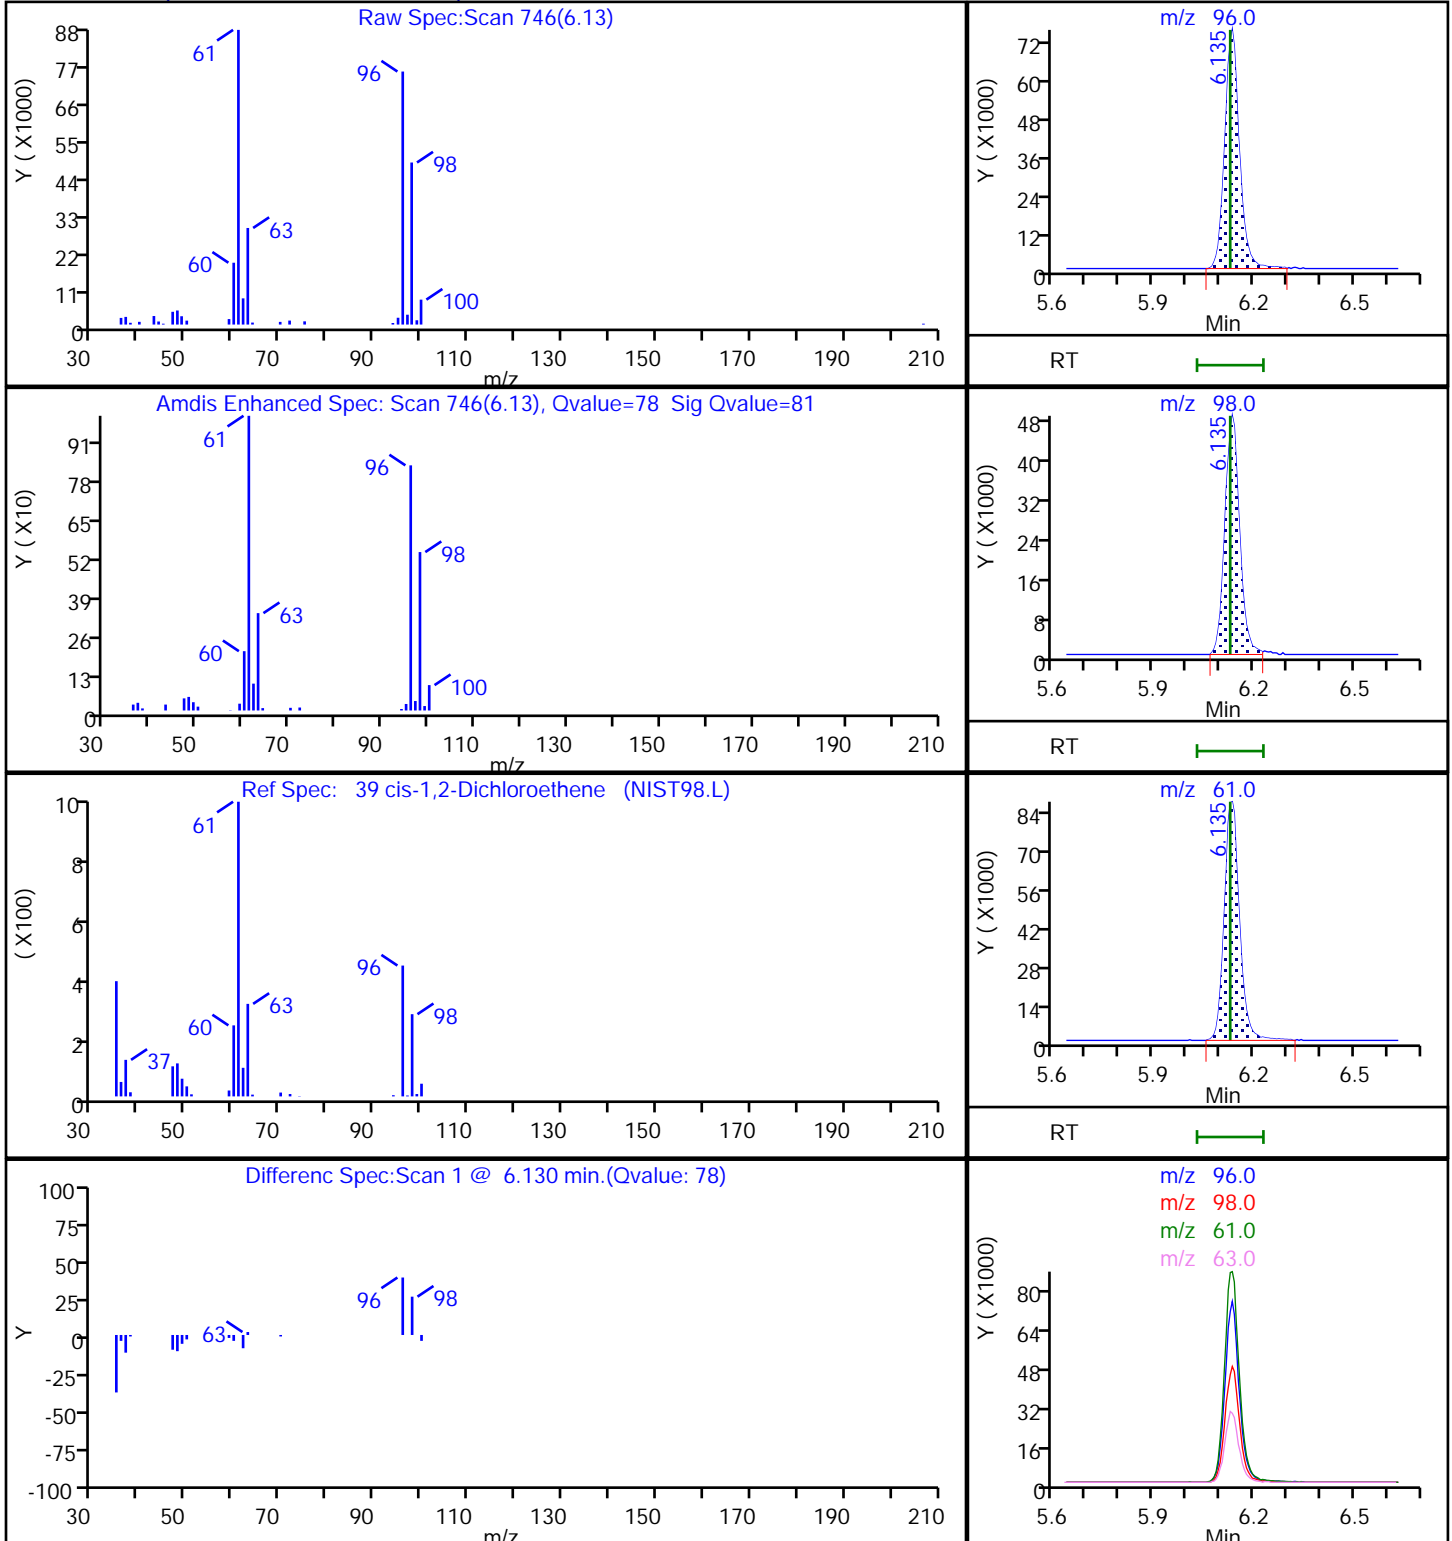 Raw Spec:Scan 746(6.13)
Y ( X1000)
88
77
66
55
44
33
22
11
0
61
96
98
63
60
100
30 50 70 90 110 130 150 170 190 210
m/z
m/z 96.0
Y ( X1000)
72
60
48
36
24
12
0
6.135
5.6 5.9 6.2 6.5
Min
RT
Amdis Enhanced Spec: Scan 746(6.13), Qvalue=78 Sig Qvalue=81
Y ( X10)
91
78
65
52
39
26
13
0
61
96
98
63
60
100
30 50 70 90 110 130 150 170 190 210
m/z
m/z 98.0
Y ( X1000)
48
40
32
24
16
8
0
6.135
5.6 5.9 6.2 6.5
Min
RT
Ref Spec: 39 cis-1,2-Dichloroethene (NIST98.L)
( X100)
10
8
6
4
2
0
61
96
63
98
60
37
30 50 70 90 110 130 150 170 190 210
m/z 61.0
Y ( X1000)
84
70
56
42
28
14
0
6.135
5.6 5.9 6.2 6.5
Min
RT
Differenc Spec:Scan 1 @ 6.130 min.(Qvalue: 78)
Y
100
75
50
25
0
-25
-50
-75
-100
96
98
63
30 50 70 90 110 130 150 170 190 210
m/z
m/z 96.0
m/z 98.0
m/z 61.0
m/z 63.0
Y ( X1000)
80
64
48
32
16
0
5.6 5.9 6.2 6.5
Min